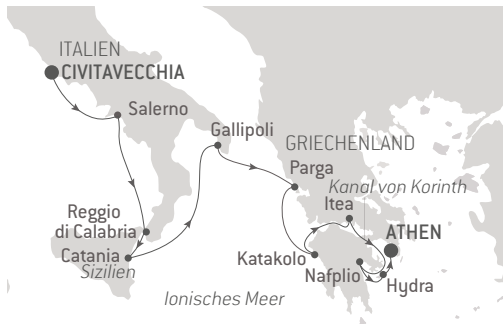 ITALIEN
CIVITAVECCHIA
Salerno
Gallipoli
GRIECHENLAND
Parga
Kanal von Korinth
Itea
Reggio
di Calabria
ATHEN
Catania
Sizilien
Katakolo
Nafplio
Hydra
Ionisches Meer